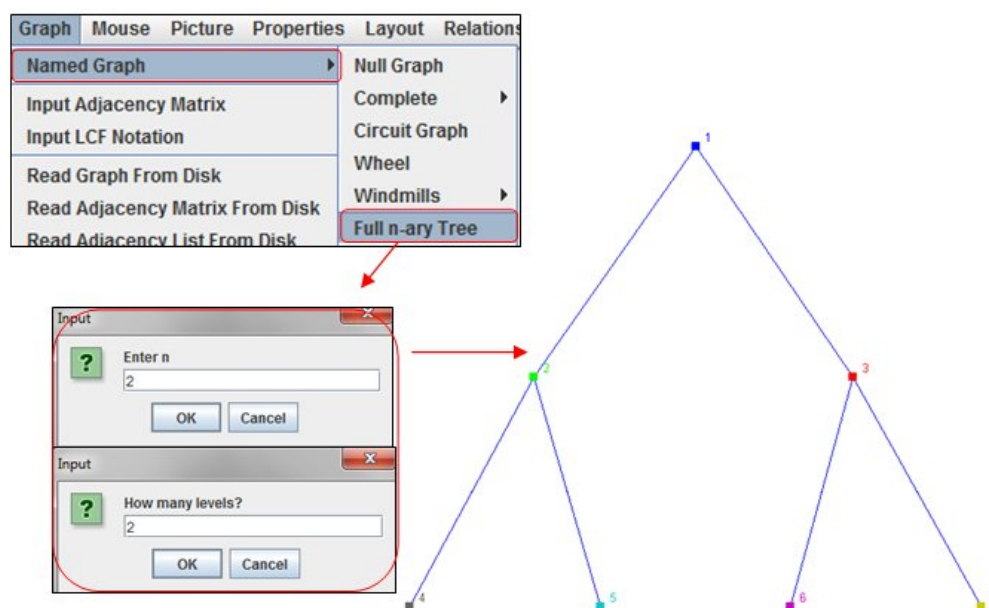 Graph Mouse Picture Properties Layout Relations
Named Graph
Input Adjacency Matrix
Input LCF Notation
Read Graph From Disk
Read Adjacency Matrix From Disk
Read Adjacency List From Disk
Null Graph
Complete
Circuit Graph
Wheel
Windmills
Full n-ary Tree
Input
Enter n
2
OK Cancel
Input
How many levels?
2
OK Cancel
1
2
3
4
5
6